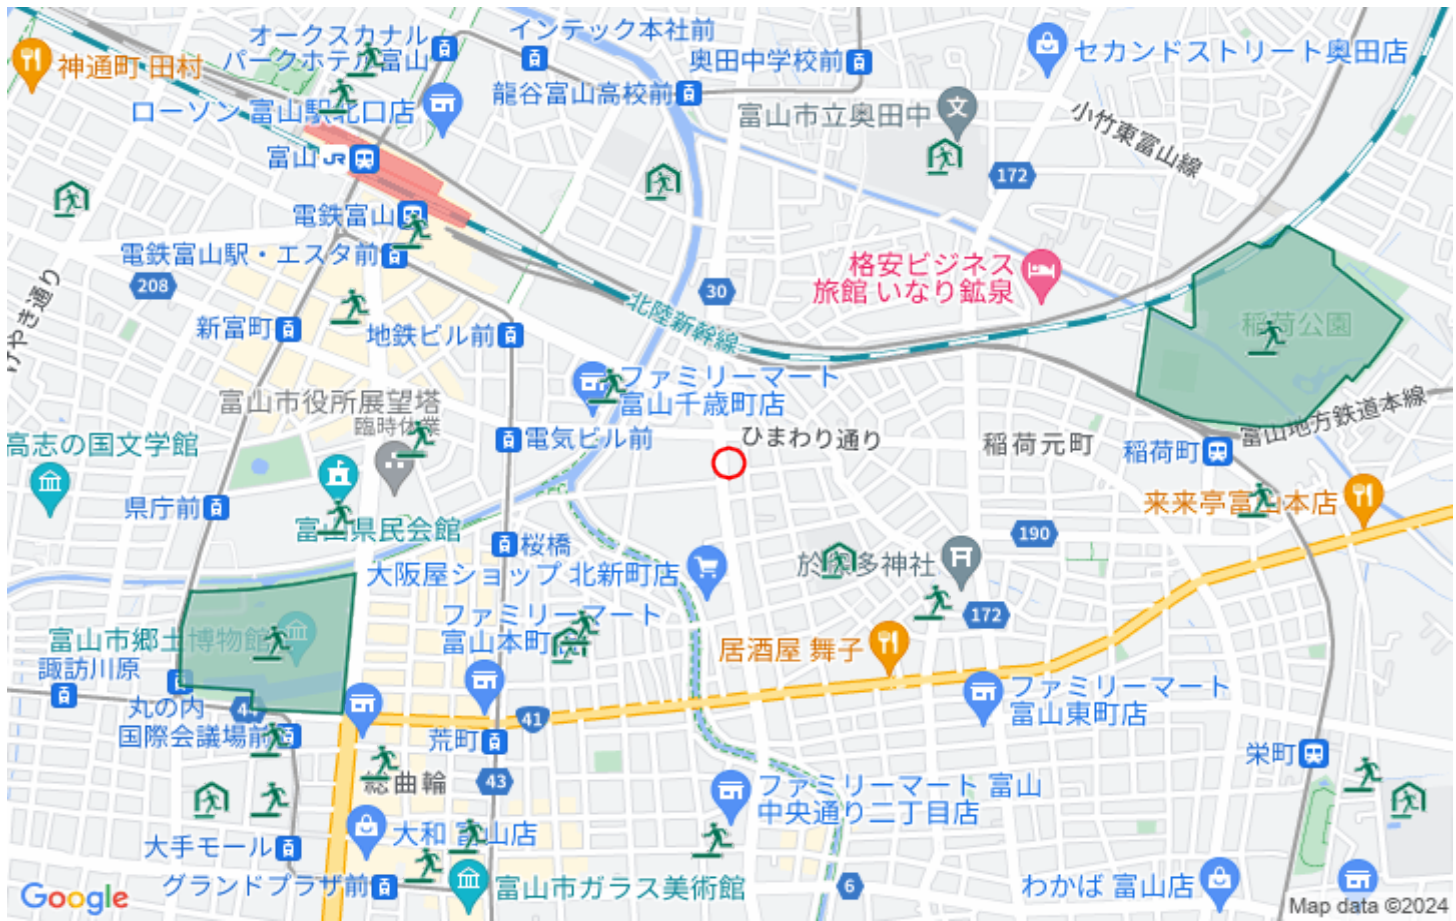 オークスカナル
パークホテル富山
インテック本社前
奥田中学校前
セカンドストリート奥田店
神通町 田村
龍谷富山高校前
ローソン 富山駅北口店
富山市立奥田中
小竹東富山線
富山
JR
172
電鉄富山
電鉄富山駅・エスタ前
格安ビジネス
旅館 いなり鉱泉
208
30
けやき通り
新富町
地鉄ビル前
北陸新幹線
稲荷公園
ファミリーマート
富山千歳町店
富山市役所展望塔
臨時休業
電気ビル前
ひまわり通り
稲荷元町
稲荷町
富山地方鉄道本線
高志の国文学館
県庁前
富山県民会館
来来亭富山本店
桜橋
190
大阪屋ショップ 北新町店
於保多神社
ファミリーマート
富山本町店
172
富山市郷土博物館
居酒屋 舞子
諏訪川原
ファミリーマート
富山東町店
丸の内
国際会議場前
41
荒町
栄町
総曲輪
43
ファミリーマート 富山
中央通り二丁目店
大和 富山店
大手モール
グランドプラザ前
富山市ガラス美術館
6
わかば 富山店
Google
Map data ©2024